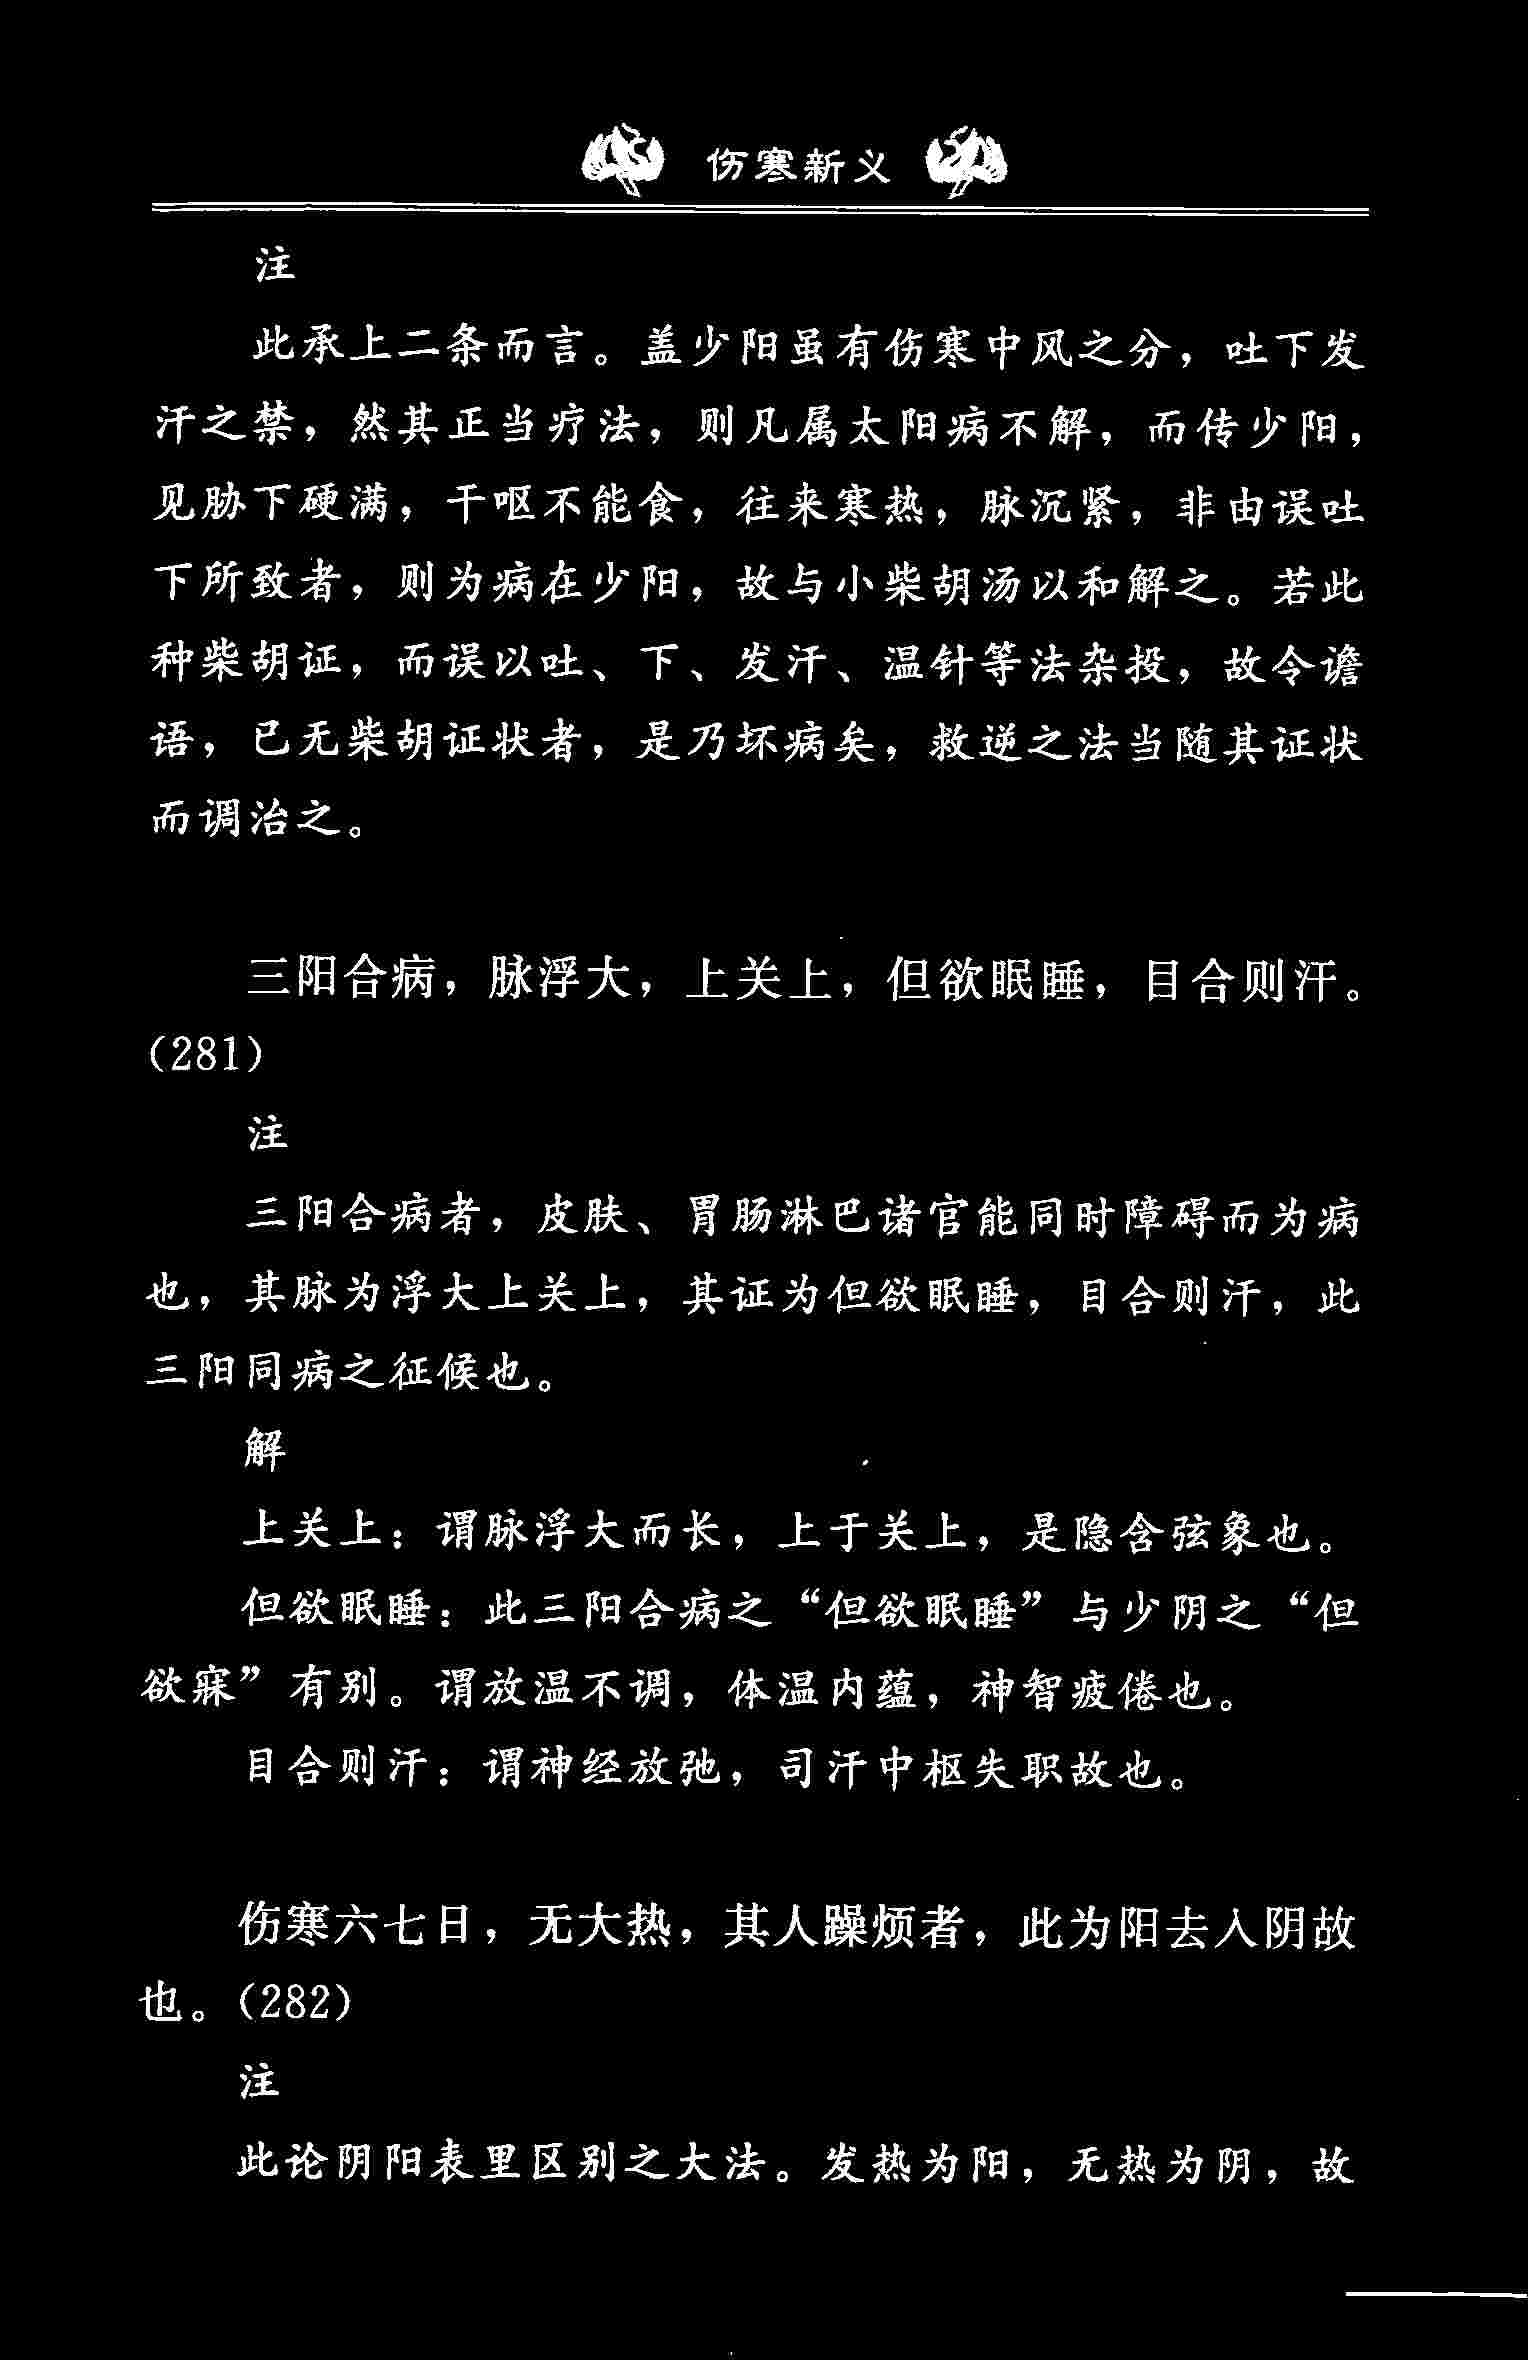 伤寒新义
注
此承上二条而言。盖少阳虽有伤寒中风之分，吐下发
汗之禁，然其正当疗法，则凡属太阳病不解，而传少阳，
见胁下硬满，干呕不能食，往来寒热，脉沉紧，非由误吐
下所致者，则为病在少阳，故与小柴胡汤以和解之。若此
种柴胡证，而误以吐、下、发汗、温针等法杂投，故令谵
语，已无柴胡证状者，是乃坏病矣，救逆之法当随其证状
而调治之。
三阳合病，脉浮大，上关上，但欲眠睡，目合则汗。
（281）
注
三阳合病者，皮肤、胃肠淋巴诸官能同时障碍而为病
也，其脉为浮大上关上，其证为但欲眠睡，目合则汗，此
三阳同病之征候也。
解
上关上：谓脉浮大而长，上于关上，是隐含弦象也。
但欲眠睡：此三阳合病之“但欲眠睡”与少阴之“但
欲寐”有别。谓放温不调，体温内蕴，神智疲倦也。
目合则汗：谓神经放弛，司汗中枢失职故也。
伤寒六七日，无大热，其人躁烦者，此为阳去入阴故
也。（282）
注
此论阴阳表里区别之大法。发热为阳，无热为阴，故